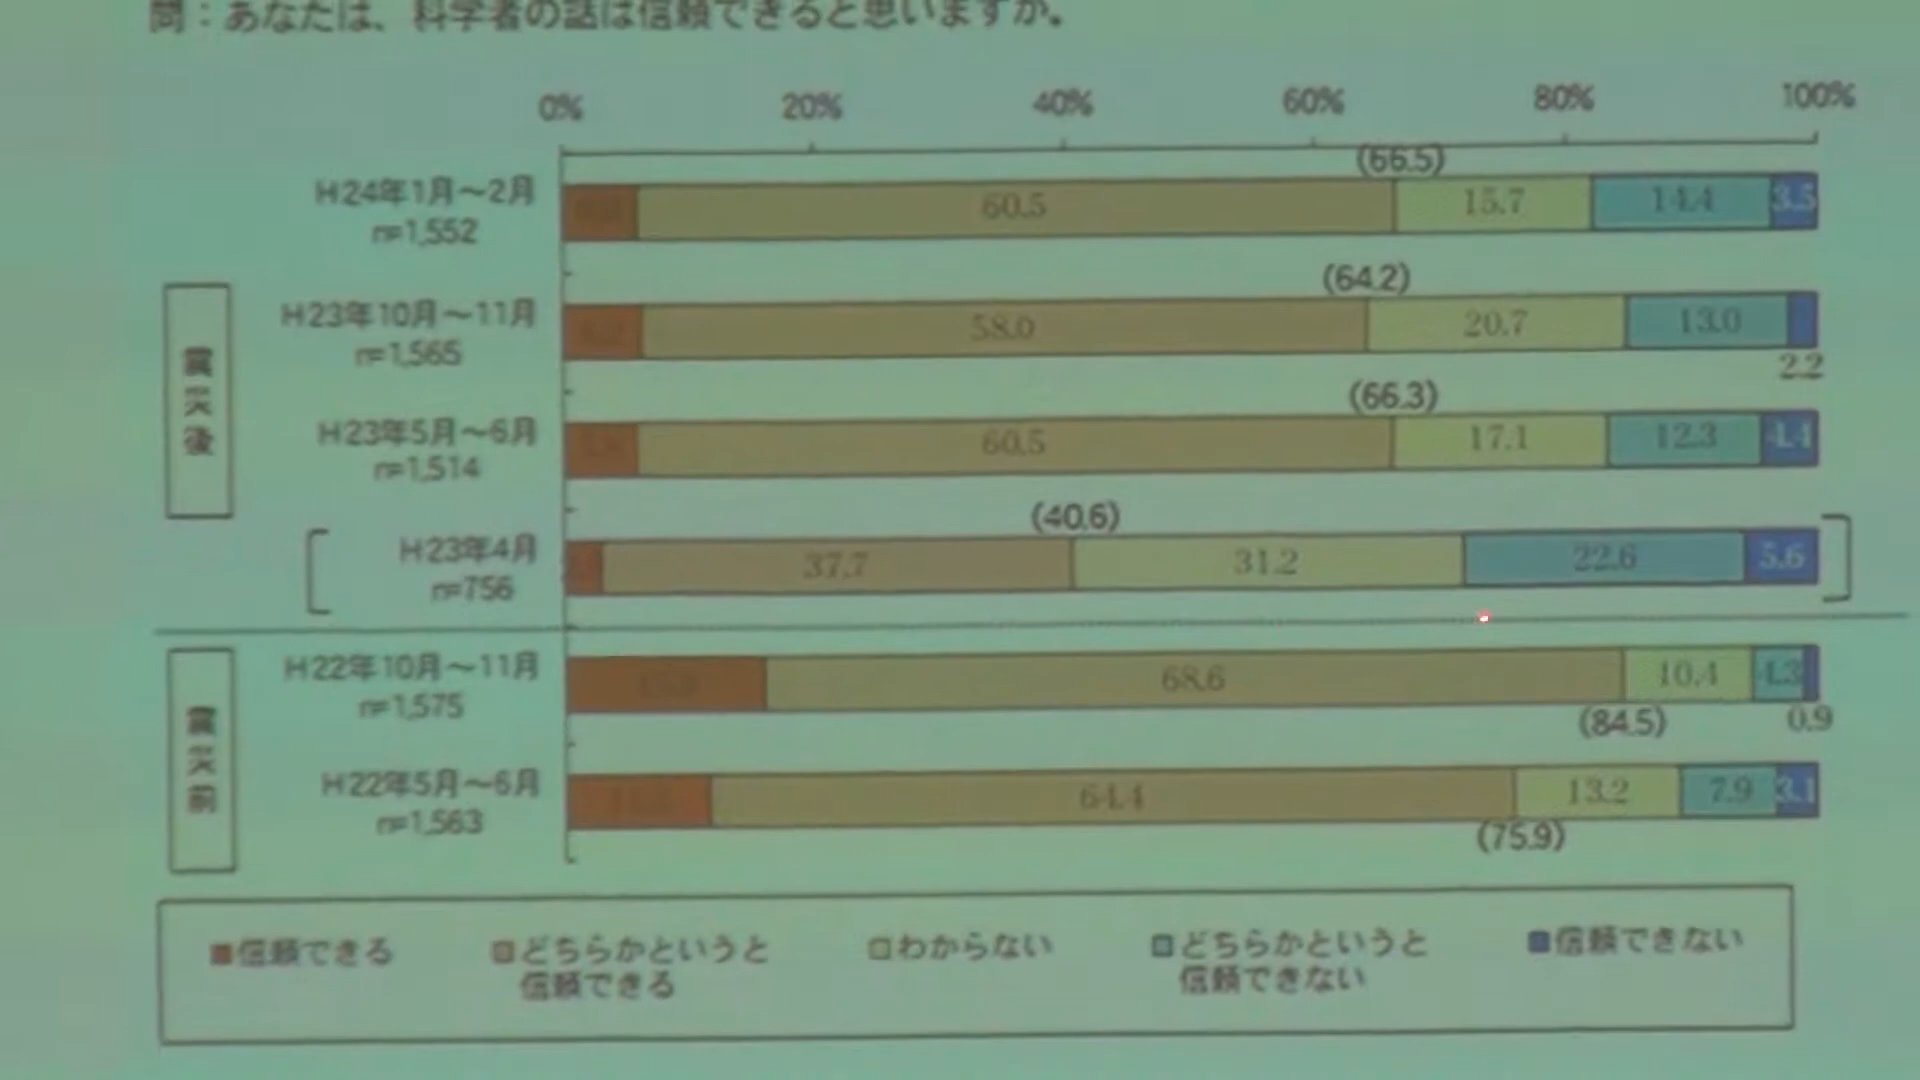 問：あなたは、科学者の話は信頼できると思いますか。
0% 20% 40% 60% 80% 100%
(66.5)
H24年1月～2月 60.5 15.7 14.4 3.5
n=1,552
(64.2)
H23年10月～11月 58.0 20.7 13.0
n=1,565 2.2
(66.3)
H23年5月～6月 60.5 17.1 12.3 4.4
n=1,514
震災後
(40.6)
H23年4月 37.7 31.2 22.6 5.6
n=756
H22年10月～11月 68.6 10.4 4.3
n=1,575 (84.5) 0.9
H22年5月～6月 64.4 13.2 7.9 3.1
n=1,563 (75.9)
震災前
信頼できる どちらかというと わからない どちらかというと 信頼できない
信頼できる 信頼できない